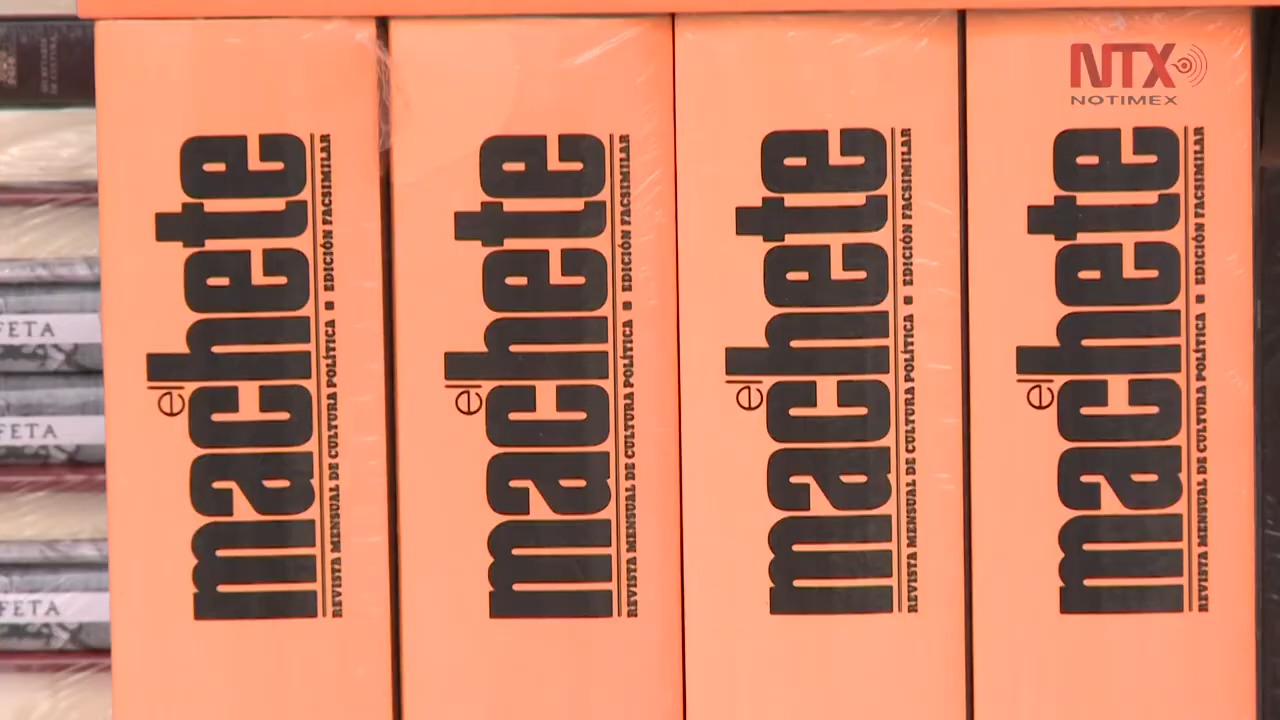 NTX
NOTIMEX
el
machete
REVISTA MENSUAL DE CULTURA POLÍTICA ■ EDICIÓN FACSIMILAR
el
machete
REVISTA MENSUAL DE CULTURA POLÍTICA ■ EDICIÓN FACSIMILAR
el
machete
REVISTA MENSUAL DE CULTURA POLÍTICA ■ EDICIÓN FACSIMILAR
el
machete
REVISTA MENSUAL DE CULTURA POLÍTICA ■ EDICIÓN FACSIMILAR
FETA
FETA
FETA